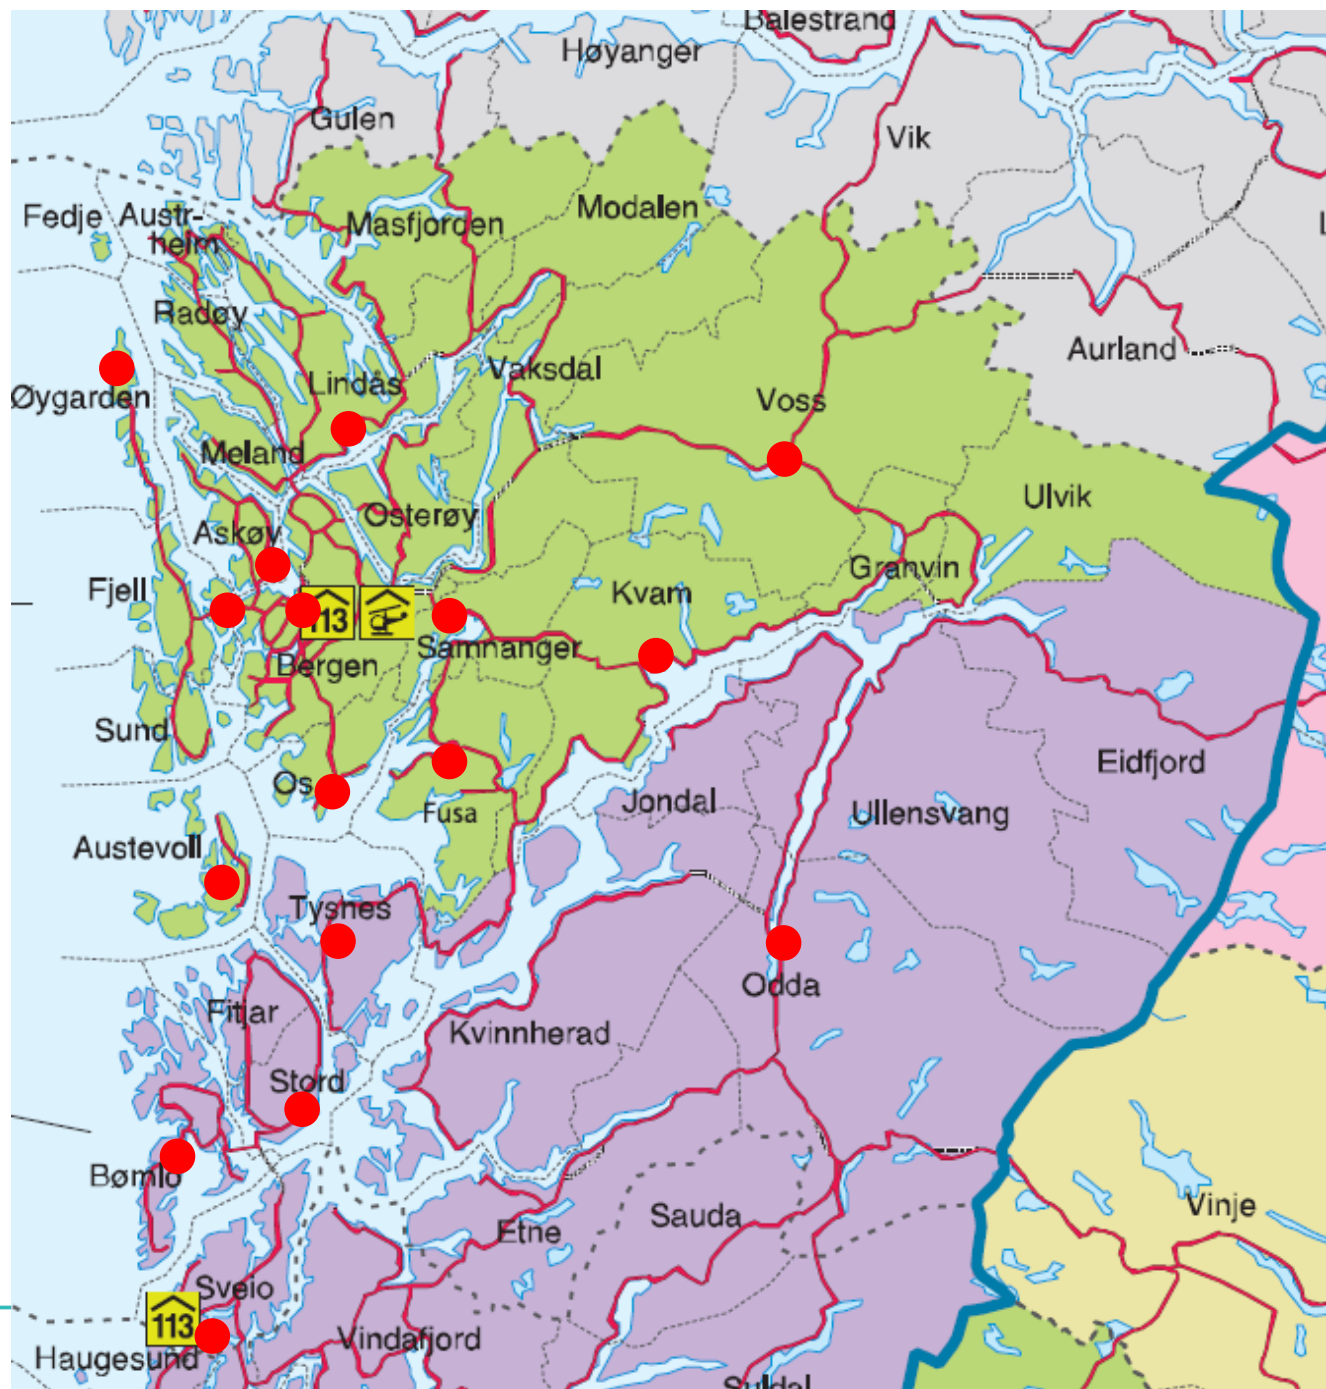 Balestrand
Høyanger
Gulen
Vik
Fedje
Austr-
heim
Masfjorden
Modalen
Radøy
Aurland
Lindås
Vaksdal
Øygarden
Voss
Meland
Ulvik
Osterøy
Askøy
Granvin
Fjell
Kvam
113
Samnanger
Bergen
Sund
Eidfjord
Os
Jondal
Fusa
Ullensvang
Austevoll
Tysnes
Odda
Fitjar
Kvinnherad
Stord
Bømlo
Vinje
Sauda
Etne
Sveio
113
Vindafjord
Haugesund
Suldal